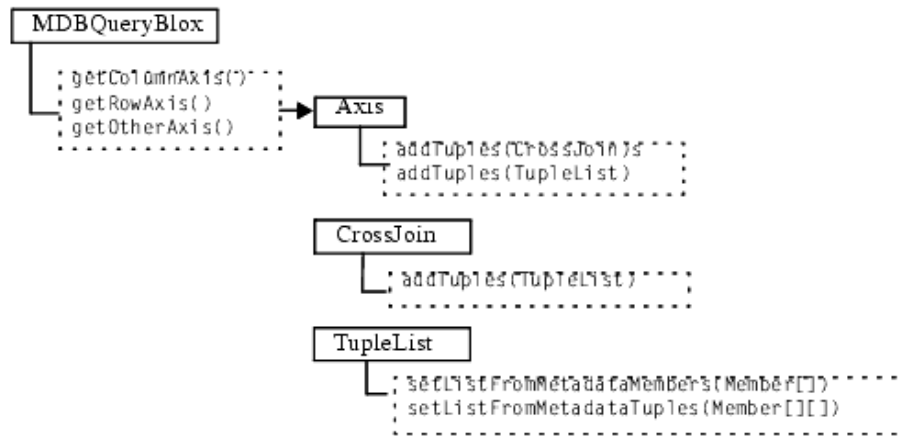 MDBQueryBlox
getColumnAxis()
getRowAxis()
getOtherAxis()
Axis
addTuples(CrossJoin)s
addTuples(TupleList)
CrossJoin
addTuples(TupleList)
TupleList
setListFromMetadataMembers(Member[])
setListFromMetadataTuples(Member[][])